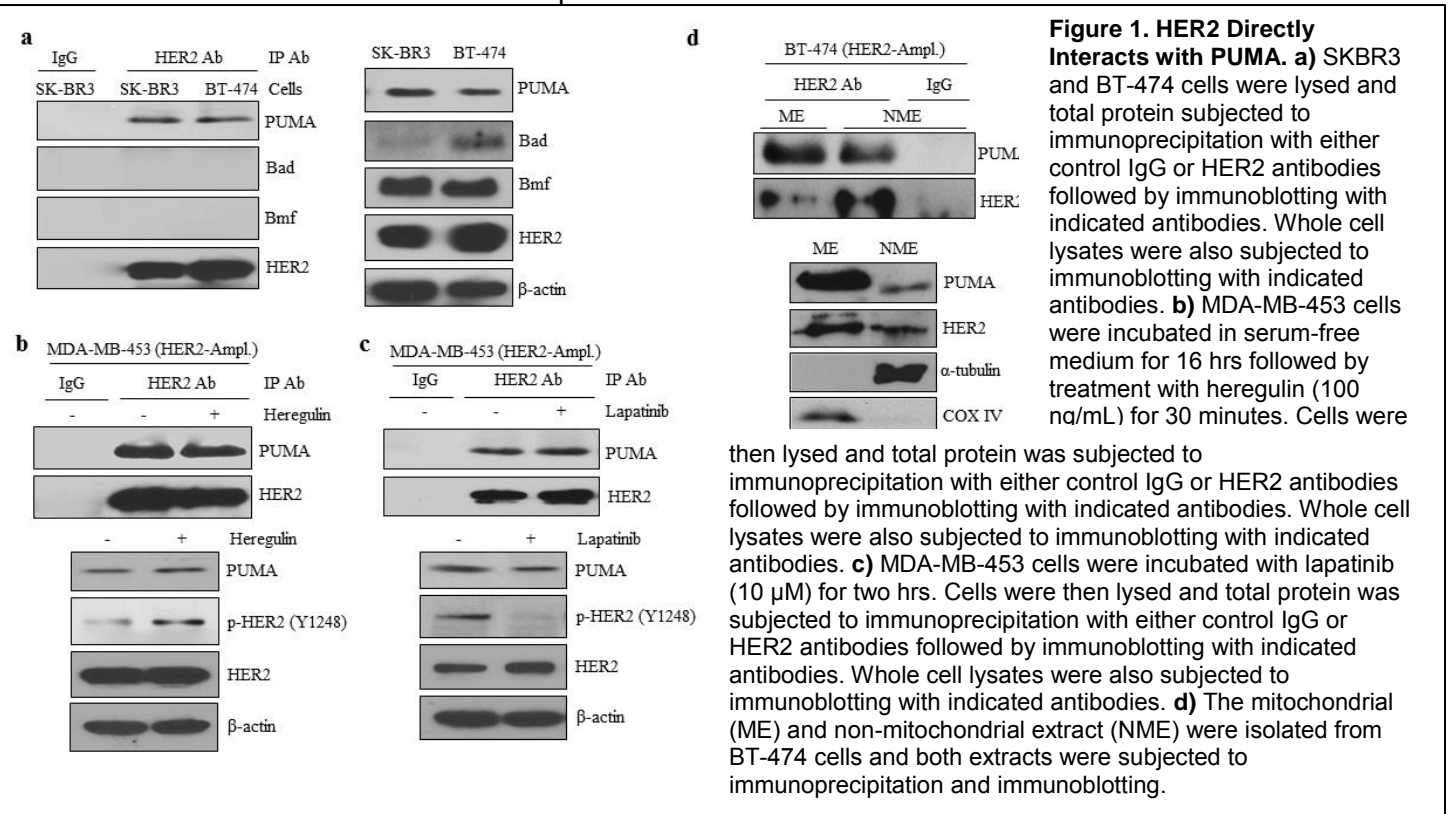 a
IgG HER2 Ab IP Ab
SK-BR3 SK-BR3 BT-474 Cells
PUMA
Bad
Bmf
HER2
SK-BR3 BT-474
PUMA
Bad
Bmf
HER2
β-actin
b
MDA-MB-453 (HER2-Ampl.)
IgG HER2 Ab IP Ab
- - + Heregulin
PUMA
HER2
- + Heregulin
PUMA
p-HER2 (Y1248)
HER2
β-actin
c
MDA-MB-453 (HER2-Ampl.)
IgG HER2 Ab IP Ab
- - + Lapatinib
PUMA
HER2
- + Lapatinib
PUMA
p-HER2 (Y1248)
HER2
β-actin
d
BT-474 (HER2-Ampl.)
HER2 Ab IgG
ME NME
ME NME
PUMA
HER2
α-tubulin
COX IV
Figure 1. HER2 Directly
Interacts with PUMA. a) SKBR3
and BT-474 cells were lysed and
total protein subjected to
immunoprecipitation with either
control IgG or HER2 antibodies
followed by immunoblotting with
indicated antibodies. Whole cell
lysates were also subjected to
immunoblotting with indicated
antibodies. b) MDA-MB-453 cells
were incubated in serum-free
medium for 16 hrs followed by
treatment with heregulin (100
ng/mL) for 30 minutes. Cells were
then lysed and total protein was subjected to
immunoprecipitation with either control IgG or HER2 antibodies
followed by immunoblotting with indicated antibodies. Whole cell
lysates were also subjected to immunoblotting with indicated
antibodies. c) MDA-MB-453 cells were incubated with lapatinib
(10 µM) for two hrs. Cells were then lysed and total protein was
subjected to immunoprecipitation with either control IgG or
HER2 antibodies followed by immunoblotting with indicated
antibodies. Whole cell lysates were also subjected to
immunoblotting with indicated antibodies. d) The mitochondrial
(ME) and non-mitochondrial extract (NME) were isolated from
BT-474 cells and both extracts were subjected to
immunoprecipitation and immunoblotting.